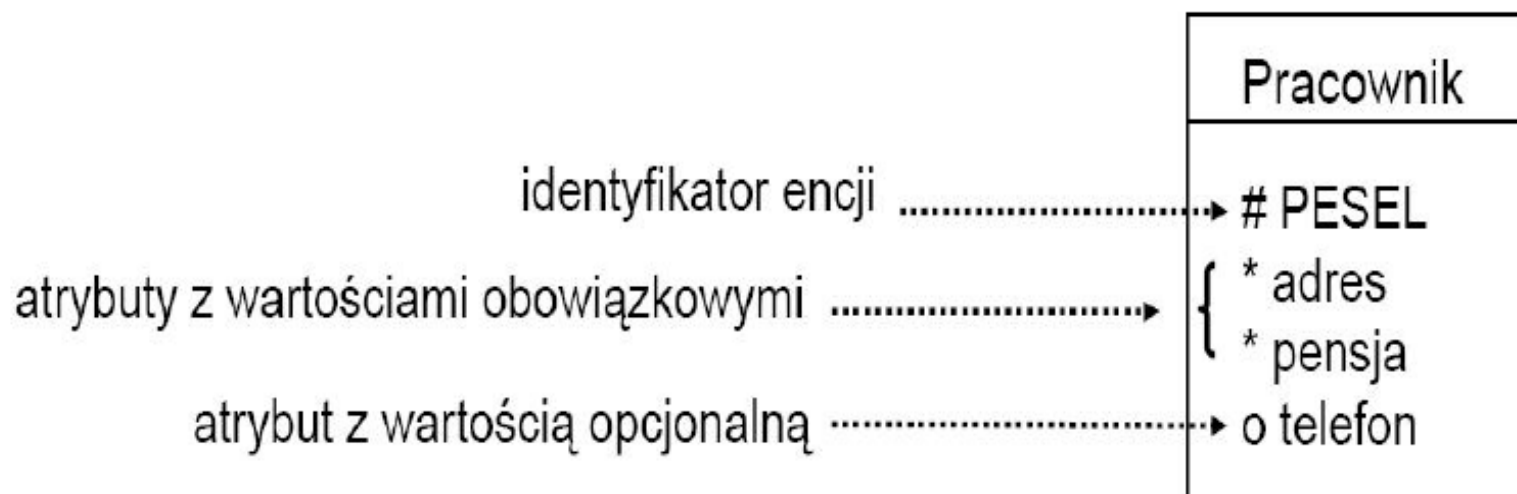 Pracownik
identyfikator encji # PESEL
atrybuty z wartościami obowiązkowymi * adres
* pensja
atrybut z wartością opcjonalną o telefon